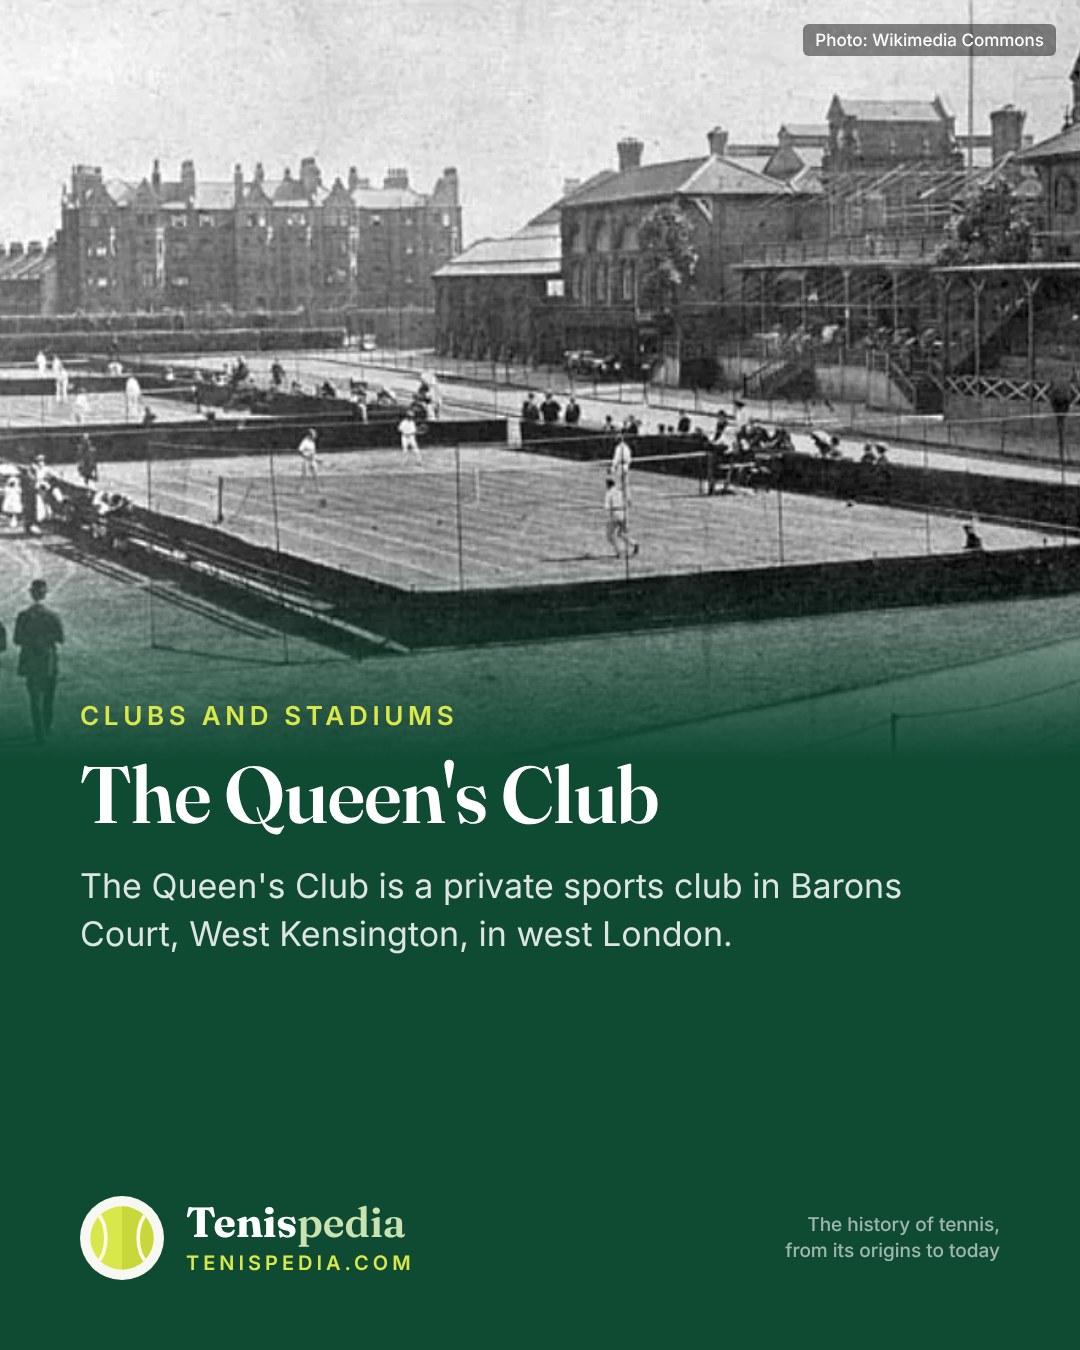 Photo: Wikimedia Commons
CLUBS AND STADIUMS
The Queen's Club
The Queen's Club is a private sports club in Barons
Court, West Kensington, in west London.
Tenispedia
TENISPEDIA.COM
The history of tennis,
from its origins to today